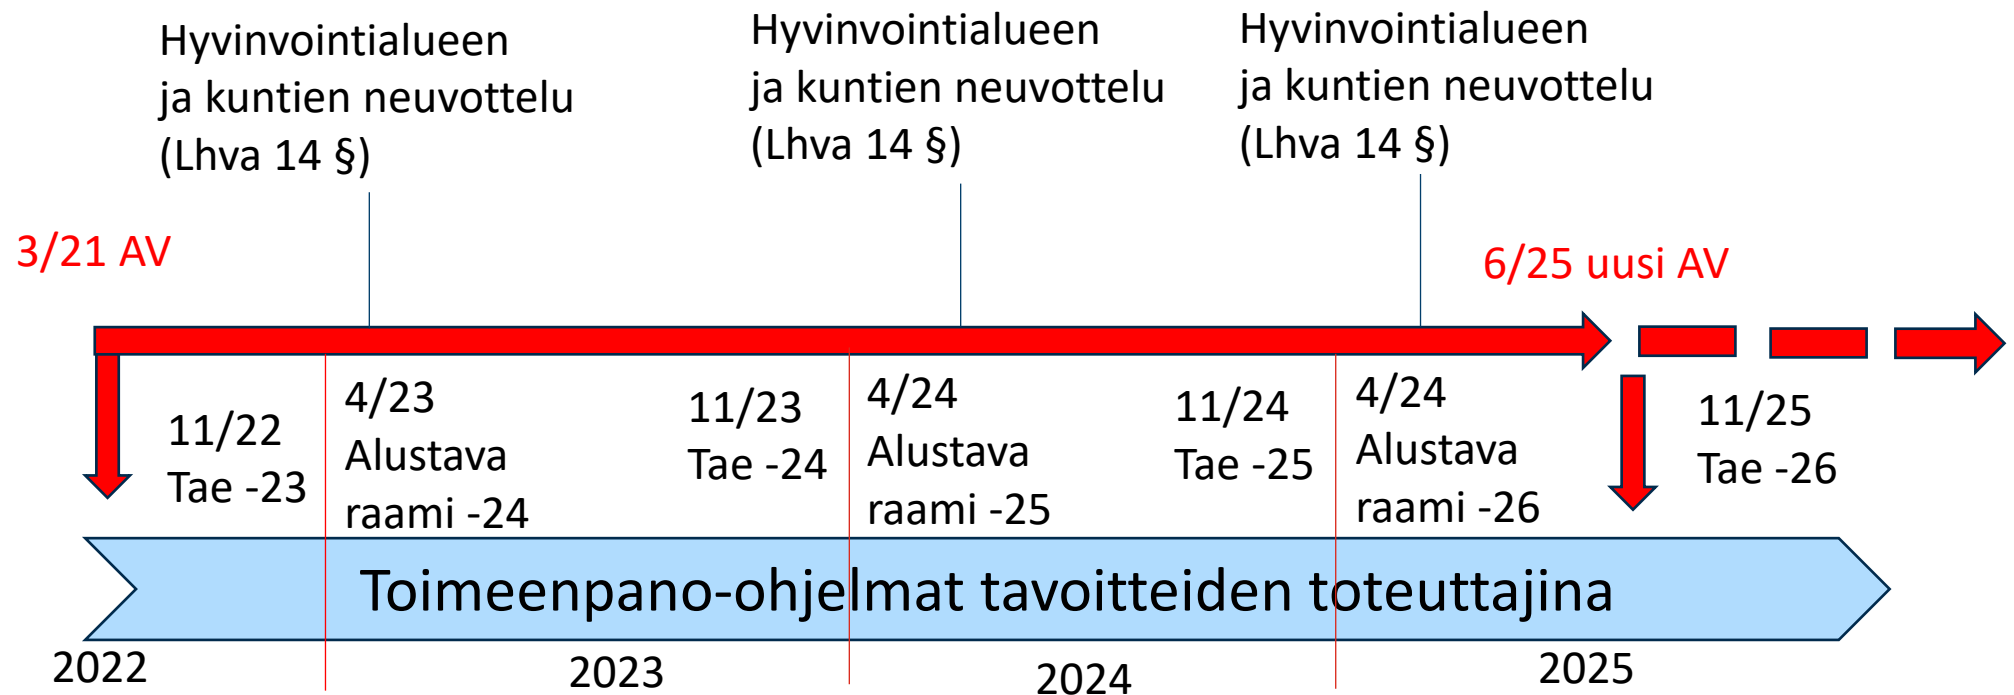 Hyvinvointialueen
ja kuntien neuvottelu
(Lhva 14 §)
Hyvinvointialueen
ja kuntien neuvottelu
(Lhva 14 §)
Hyvinvointialueen
ja kuntien neuvottelu
(Lhva 14 §)
3/21 AV
6/25 uusi AV
11/22
Tae -23
4/23
Alustava
raami -24
11/23
Tae -24
4/24
Alustava
raami -25
11/24
Tae -25
4/24
Alustava
raami -26
11/25
Tae -26
Toimeenpano-ohjelmat tavoitteiden toteuttajina
2022
2023
2024
2025